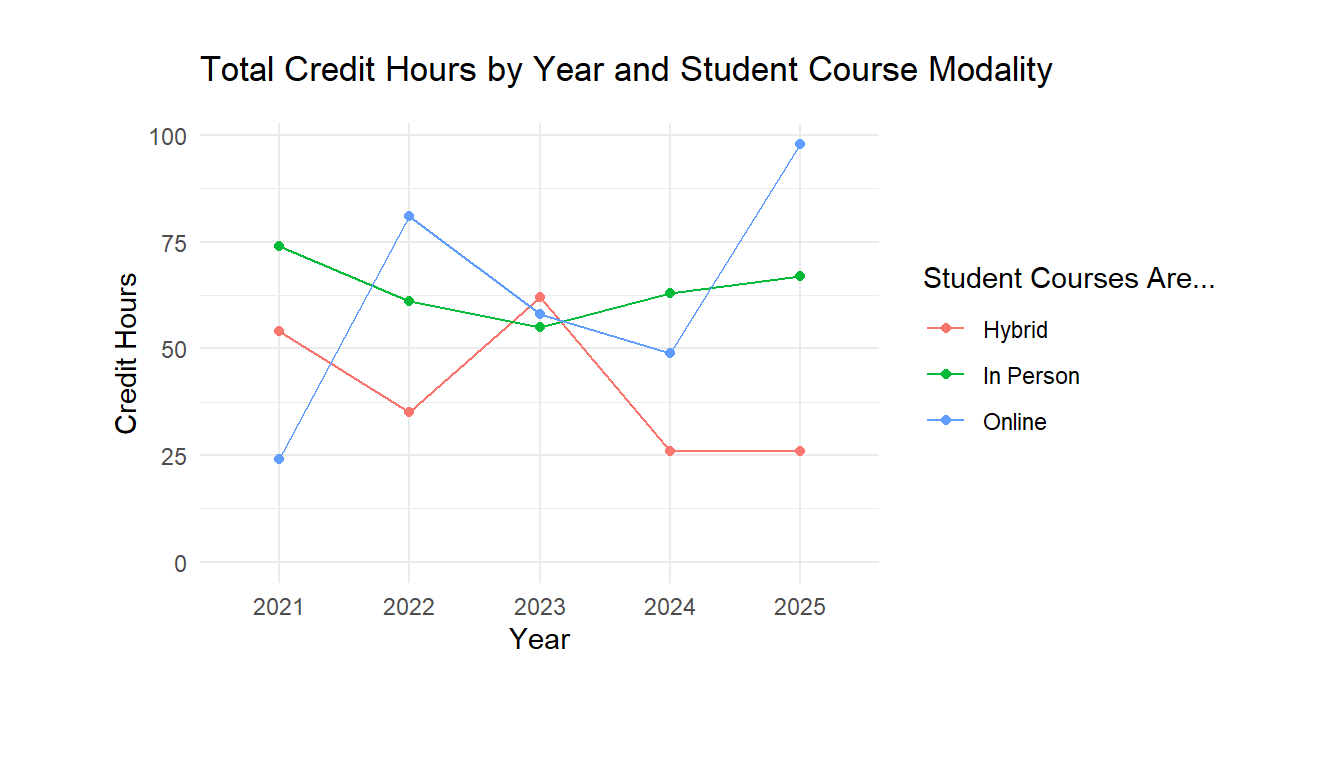 Total Credit Hours by Year and Student Course Modality
100
75
50
25
0
Credit Hours
2021 2022 2023 2024 2025
Year
Student Courses Are...
Hybrid
In Person
Online